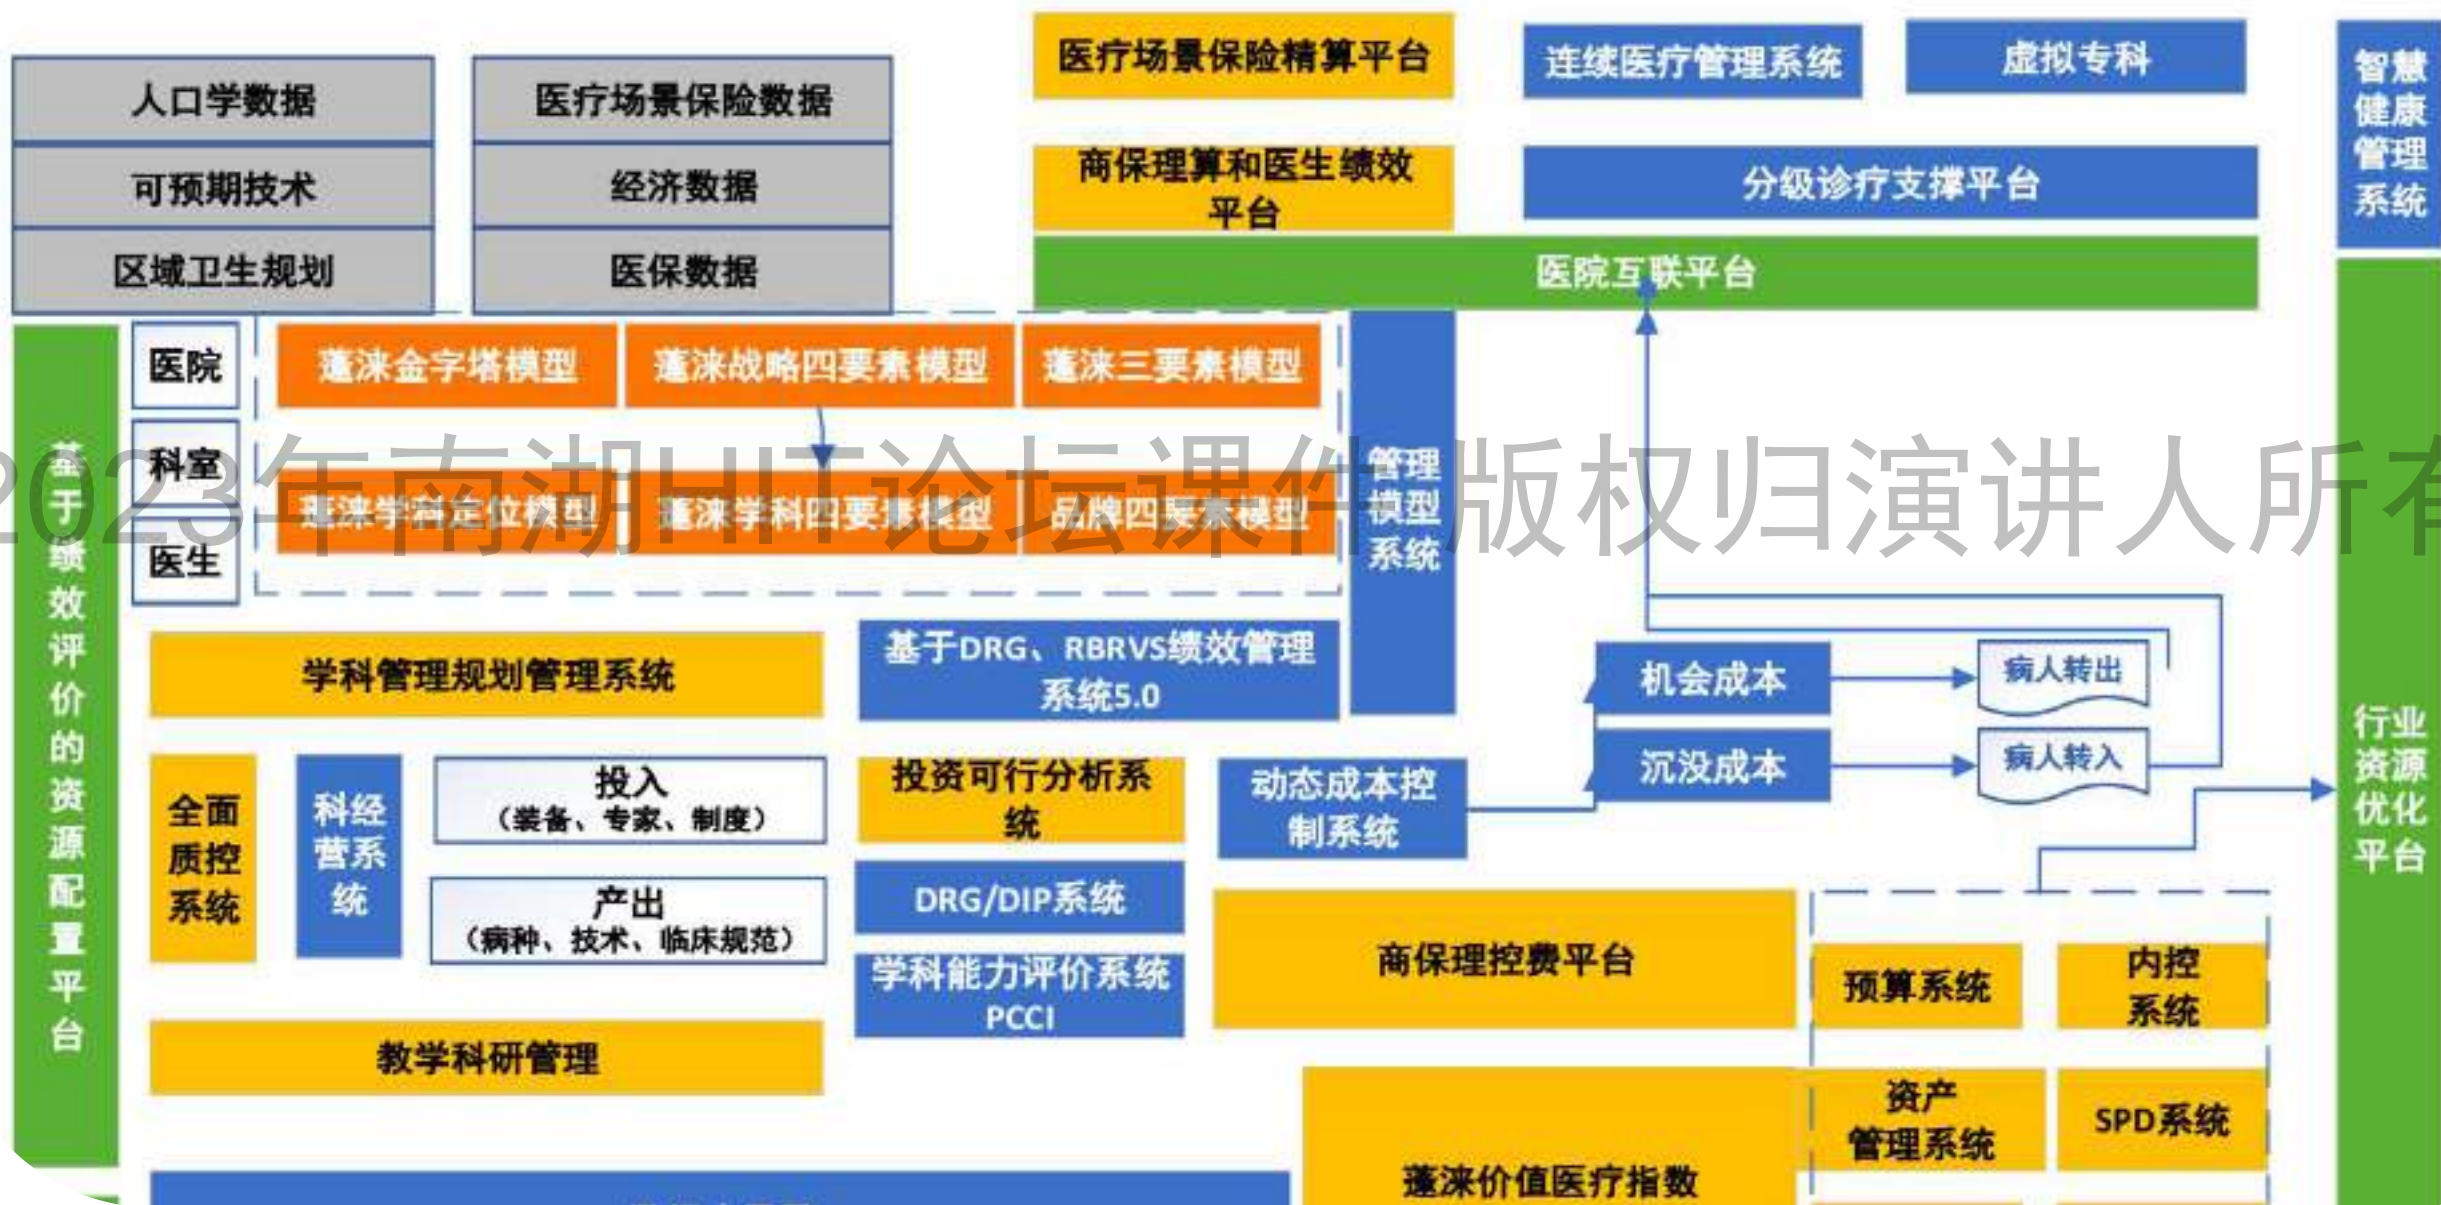 人口学数据
可预期技术
区域卫生规划
医疗场景保险数据
经济数据
医保数据
医疗场景保险精算平台
商保理算和医生绩效
平台
连续医疗管理系统
虚拟专科
分级诊疗支撑平台
医院互联平台
智慧
健康
管理
系统
基于绩效评价的资源配置平台
医院
科室
医生
蓬涞金字塔模型
蓬涞战略四要素模型
蓬涞三要素模型
蓬涞学科定位模型
蓬涞学科四要素模型
品牌四要素模型
管理
模型
系统
2023年南湖HIT论坛课件 版权归演讲人所有
学科管理规划管理系统
基于DRG、RBRVS绩效管理
系统5.0
全面
质控
系统
科经
营系
统
投入
（装备、专家、制度）
产出
（病种、技术、临床规范）
投资可行分析系
统
DRG/DIP系统
学科能力评价系统
PCCI
教学科研管理
动态成本控
制系统
机会成本
沉没成本
病人转出
病人转入
行业
资源
优化
平台
商保理控费平台
预算系统
内控
系统
资产
管理系统
SPD系统
蓬涞价值医疗指数